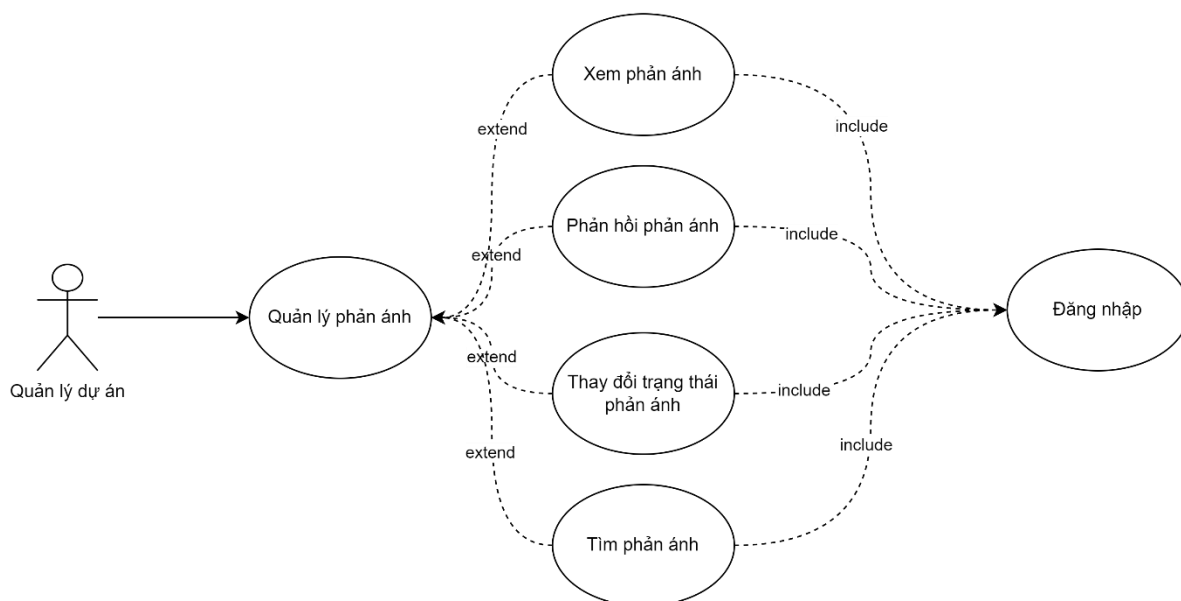 Xem phản ánh
extend
include
Phản hồi phản ánh
extend
include
Quản lý phản ánh
Đăng nhập
Quản lý dự án
extend
Thay đổi trạng thái
phản ánh
include
extend
include
Tìm phản ánh